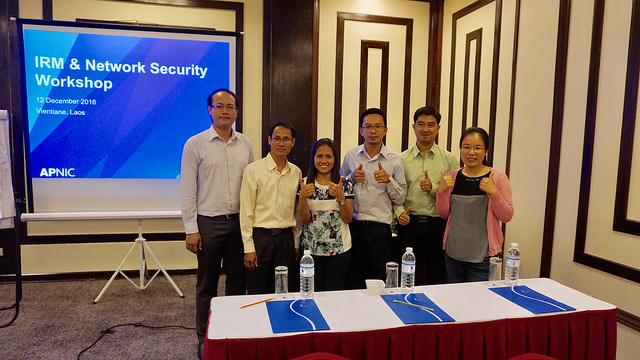 IRM & Network Security
Workshop
12 December 2016
Vientiane, Laos
APNIC